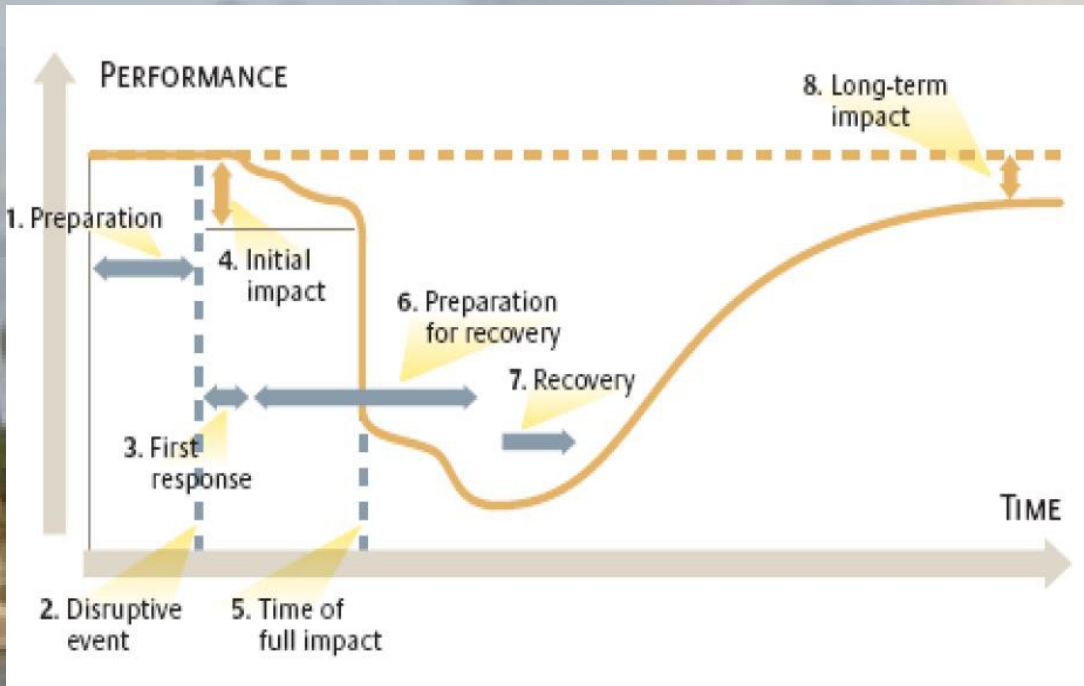 PERFORMANCE
8. Long-term
impact
1. Preparation
4. Initial
impact
6. Preparation
for recovery
7. Recovery
3. First
response
TIME
2. Disruptive
event
5. Time of
full impact